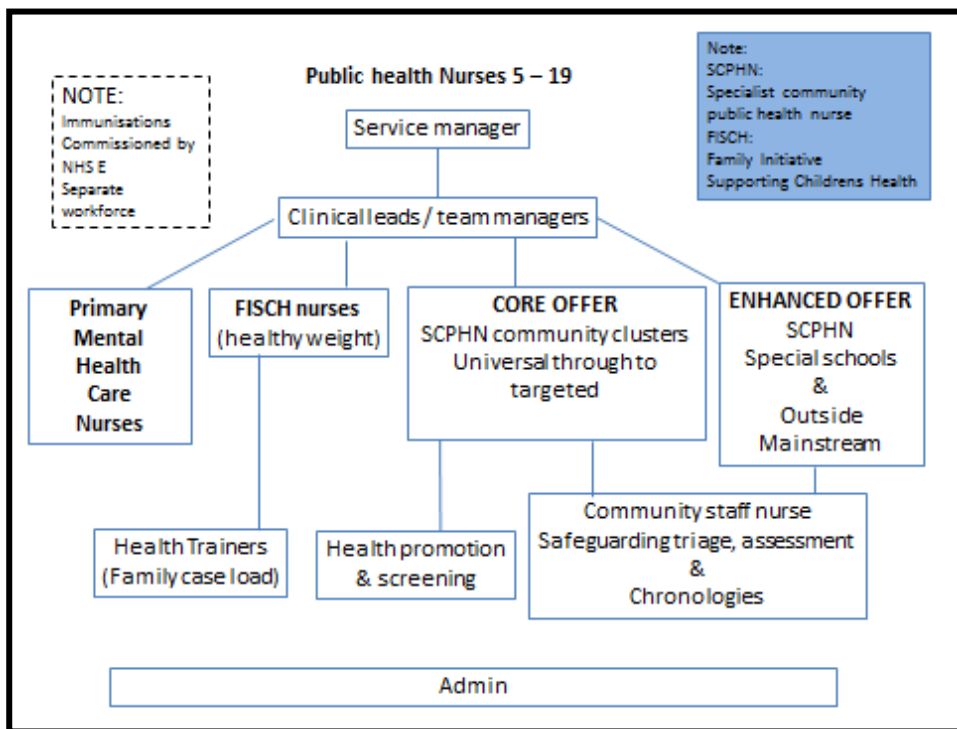 Public health Nurses 5 – 19
NOTE:
Immunisations
Commissioned by
NHS E
Separate
workforce
Note:
SCPHN:
Specialist community
public health nurse
FISCH:
Family Initiative
Supporting Childrens Health
Service manager
Clinical leads / team managers
Primary
Mental
Health
Care
Nurses
FISCH nurses
(healthy weight)
CORE OFFER
SCPHN community clusters
Universal through to
targeted
ENHANCED OFFER
SCPHN
Special schools
&
Outside
Mainstream
Health Trainers
(Family case load)
Health promotion
& screening
Community staff nurse
Safeguarding triage, assessment
&
Chronologies
Admin